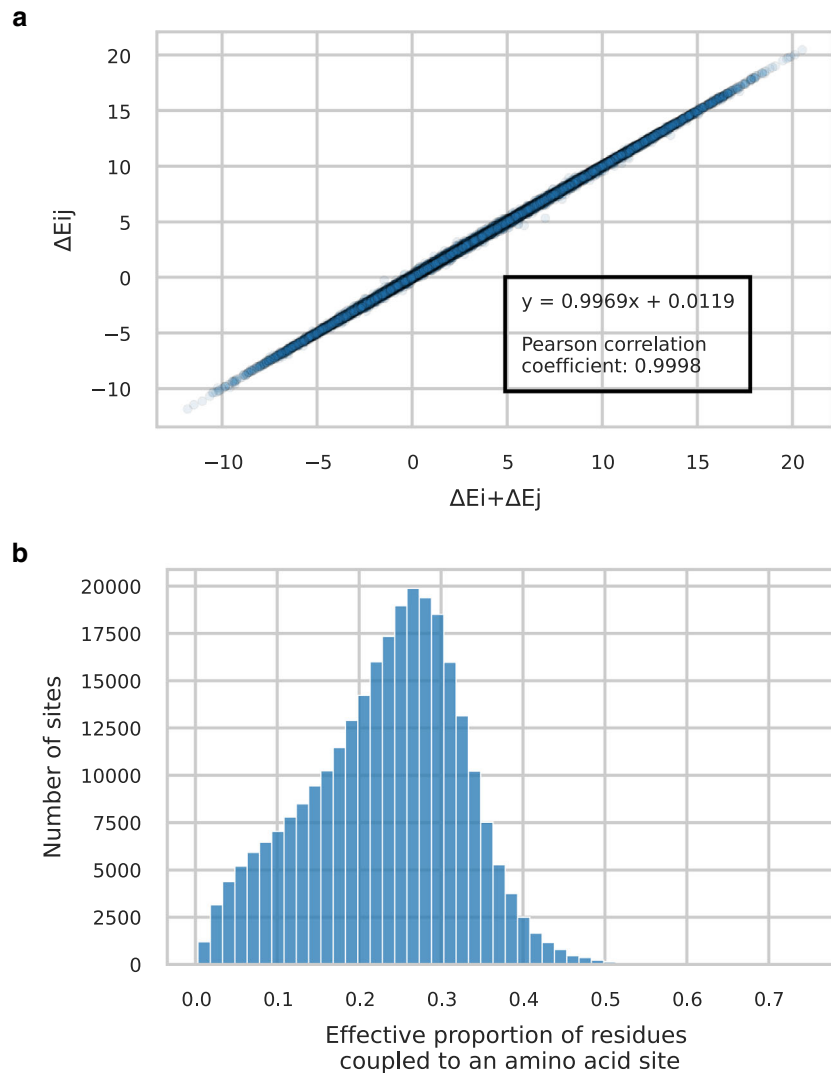 a
20
15
10
5
0
−5
−10
ΔEij
y = 0.9969x + 0.0119
Pearson correlation
coefficient: 0.9998
−10 −5 0 5 10 15 20
ΔEi+ΔEj
b
20000
17500
15000
12500
10000
7500
5000
2500
0
Number of sites
0.0 0.1 0.2 0.3 0.4 0.5 0.6 0.7
Effective proportion of residues
coupled to an amino acid site